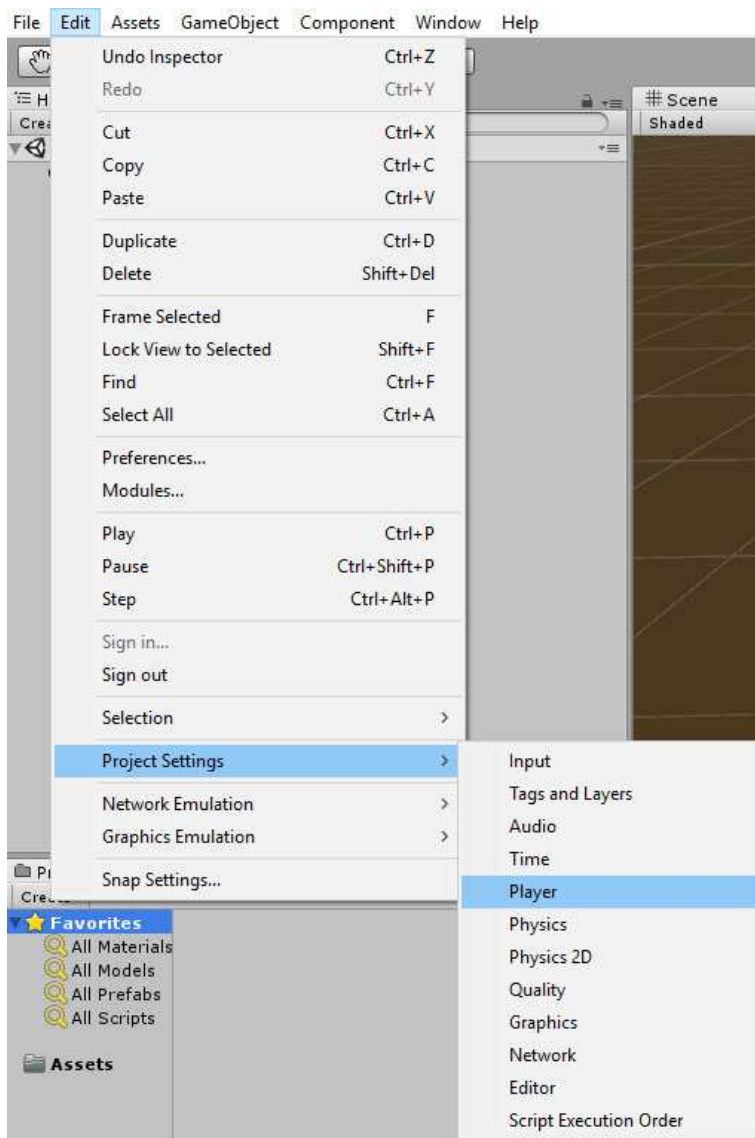 File Edit Assets GameObject Component Window Help
Undo Inspector Ctrl+Z
Redo Ctrl+Y
Cut Ctrl+X
Copy Ctrl+C
Paste Ctrl+V
Duplicate Ctrl+D
Delete Shift+Del
Frame Selected F
Lock View to Selected Shift+F
Find Ctrl+F
Select All Ctrl+A
Preferences...
Modules...
Play Ctrl+P
Pause Ctrl+Shift+P
Step Ctrl+Alt+P
Sign in...
Sign out
Selection
Project Settings
Network Emulation
Graphics Emulation
Snap Settings...
Input
Tags and Layers
Audio
Time
Player
Physics
Physics 2D
Quality
Graphics
Network
Editor
Script Execution Order
Scene
Shaded
Favorites
All Materials
All Models
All Prefabs
All Scripts
Assets